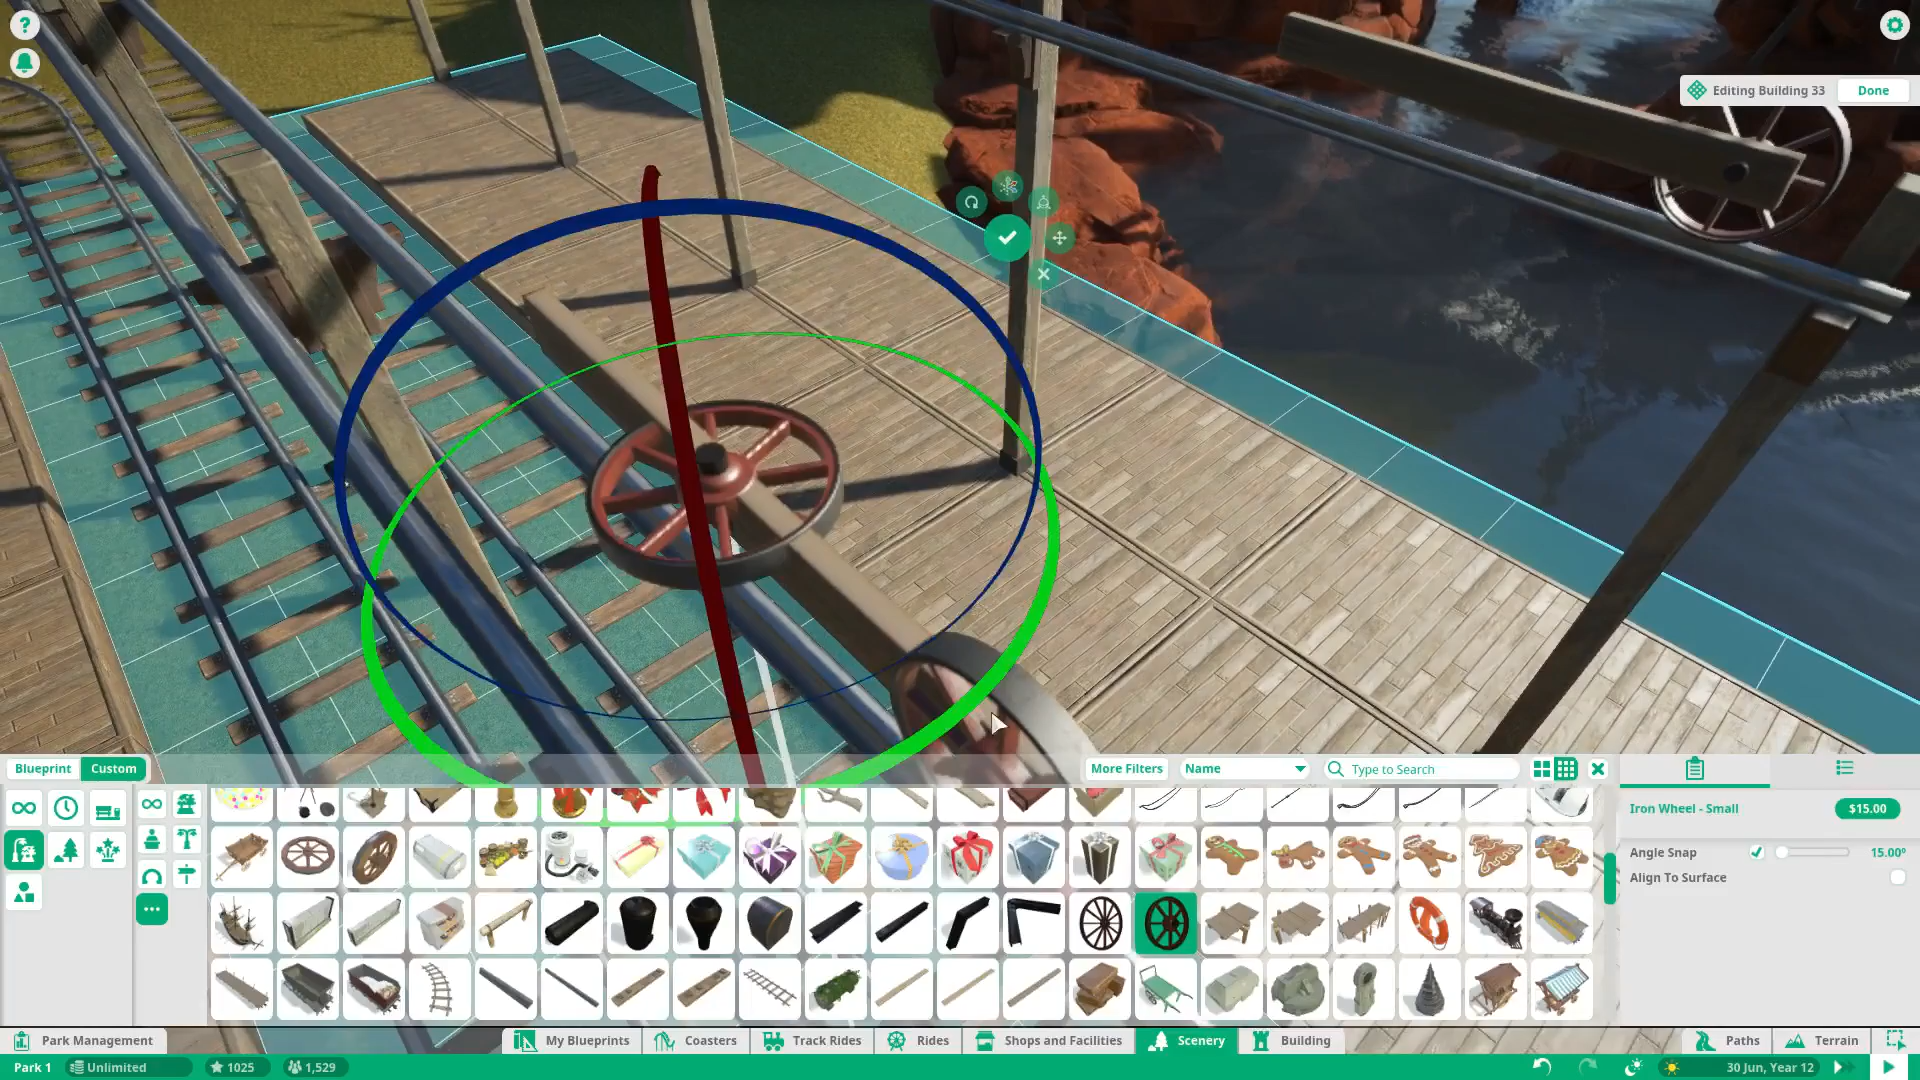 ?
Editing Building 33
Done
Blueprint
Custom
More Filters
Name
Type to Search
Iron Wheel - Small
$15.00
Angle Snap
15.00°
Align To Surface
Park Management
My Blueprints
Coasters
Track Rides
Rides
Shops and Facilities
Scenery
Building
Paths
Terrain
Park 1
Unlimited
1025
1,529
30 Jun, Year 12